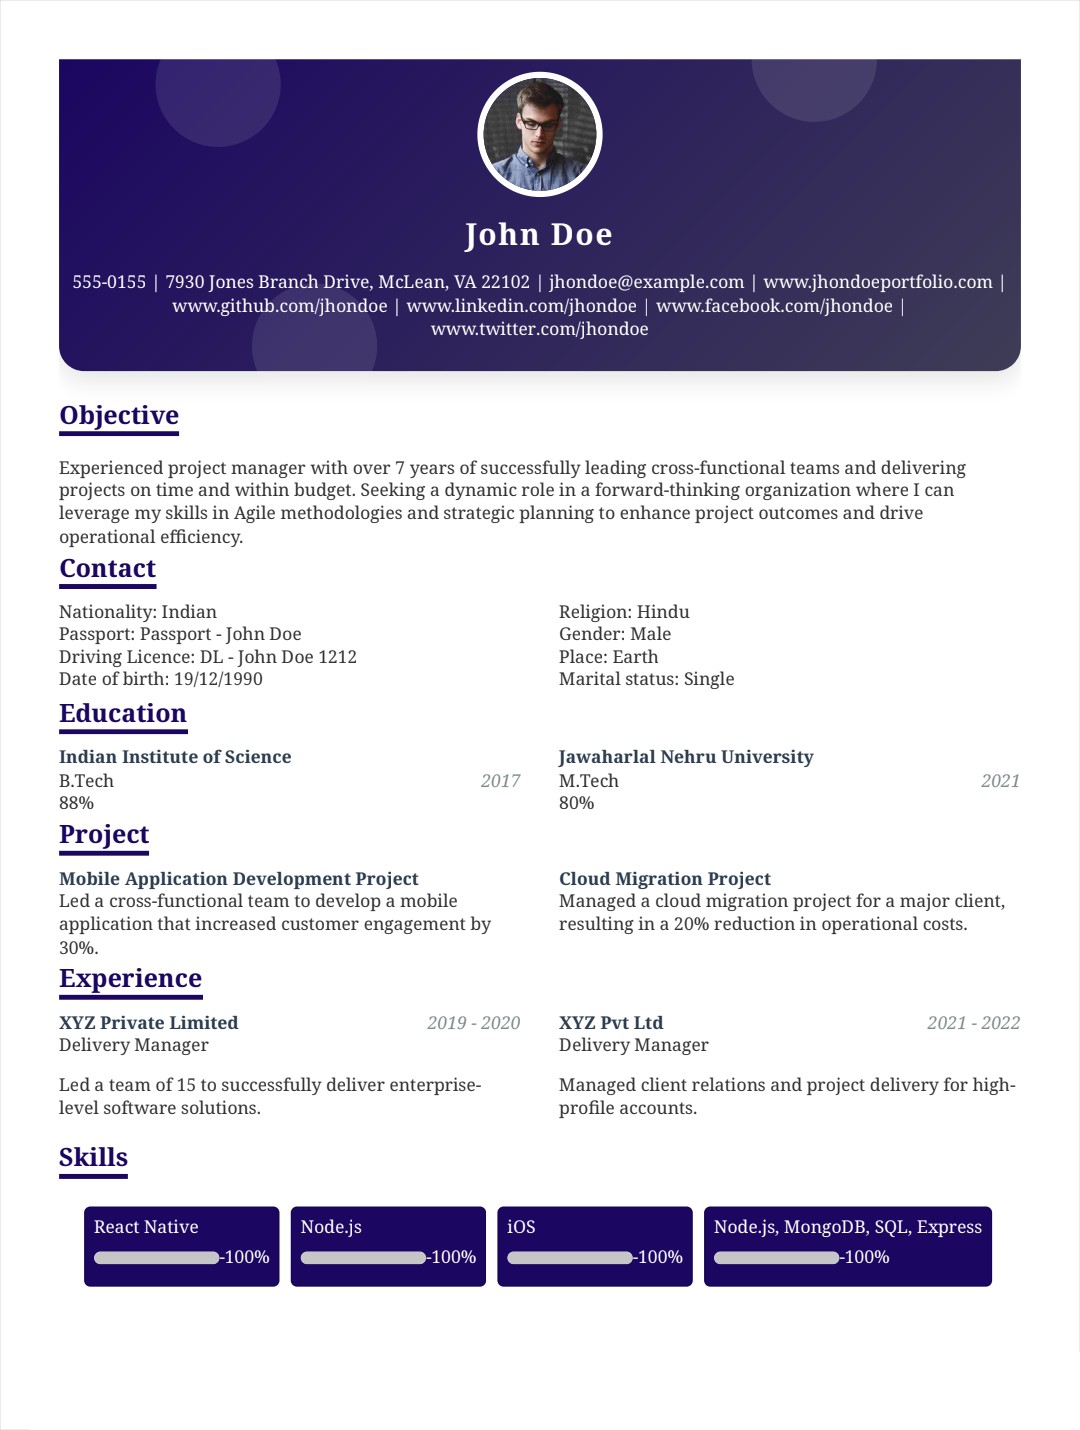 John Doe
555-0155 | 7930 Jones Branch Drive, McLean, VA 22102 | jhondoe@example.com | www.jhondoeportfolio.com |
www.github.com/jhondoe | www.linkedin.com/jhondoe | www.facebook.com/jhondoe |
www.twitter.com/jhondoe
Objective
Experienced project manager with over 7 years of successfully leading cross-functional teams and delivering
projects on time and within budget. Seeking a dynamic role in a forward-thinking organization where I can
leverage my skills in Agile methodologies and strategic planning to enhance project outcomes and drive
operational efficiency.
Contact
Nationality: Indian
Passport: Passport - John Doe
Driving Licence: DL - John Doe 1212
Date of birth: 19/12/1990
Religion: Hindu
Gender: Male
Place: Earth
Marital status: Single
Education
Indian Institute of Science
B.Tech 2017
88%
Jawaharlal Nehru University
M.Tech 2021
80%
Project
Mobile Application Development Project
Led a cross-functional team to develop a mobile
application that increased customer engagement by
30%.
Cloud Migration Project
Managed a cloud migration project for a major client,
resulting in a 20% reduction in operational costs.
Experience
XYZ Private Limited 2019 - 2020
Delivery Manager
Led a team of 15 to successfully deliver enterprise-
level software solutions.
XYZ Pvt Ltd 2021 - 2022
Delivery Manager
Managed client relations and project delivery for high-
profile accounts.
Skills
React Native
-100%
Node.js
-100%
iOS
-100%
Node.js, MongoDB, SQL, Express
-100%